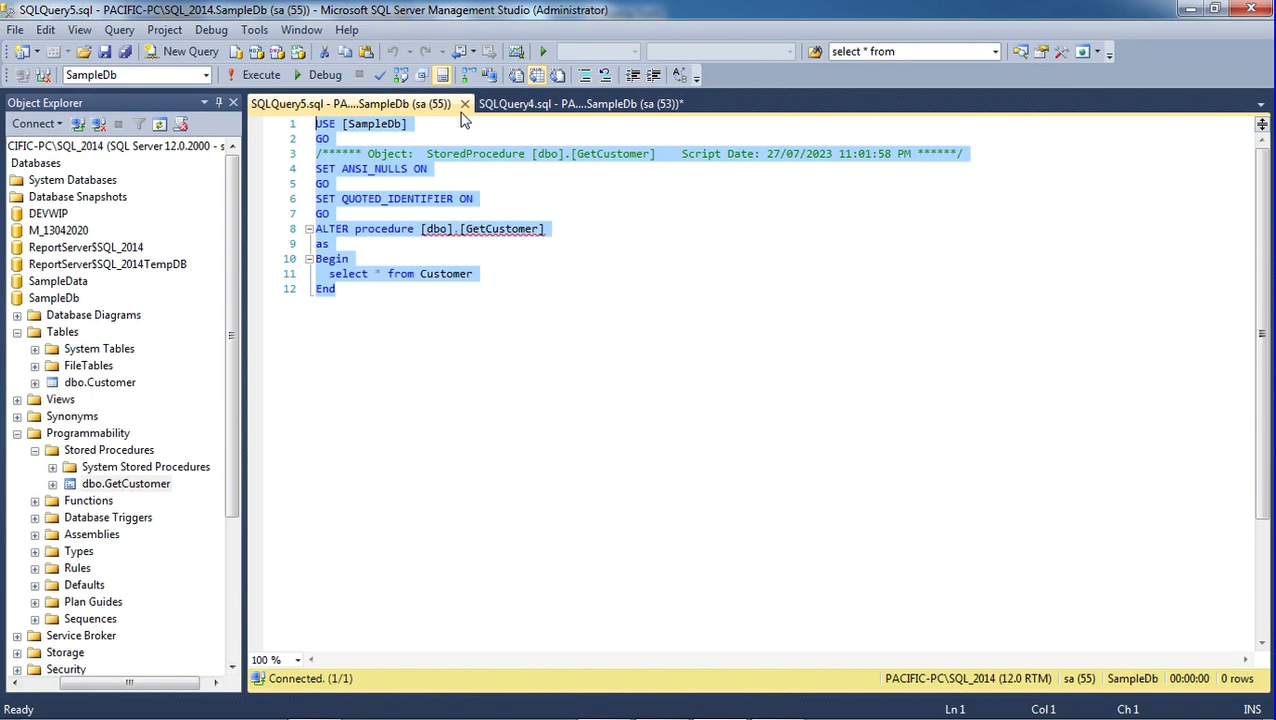 SQLQuery5.sql - PACIFIC-PC\SQL_2014.SampleDb (sa (55)) - Microsoft SQL Server Management Studio (Administrator)
File Edit View Query Project Debug Tools Window Help
New Query select * from
SampleDb Execute Debug
Object Explorer
SQLQuery5.sql - PA....SampleDb (sa (55)) SQLQuery4.sql - PA....SampleDb (sa (53))*
Connect
CIFIC-PC\SQL_2014 (SQL Server 12.0.2000 - s
Databases
System Databases
Database Snapshots
DEVWIP
M_13042020
ReportServer$SQL_2014
ReportServer$SQL_2014TempDB
SampleData
SampleDb
Database Diagrams
Tables
System Tables
FileTables
dbo.Customer
Views
Synonyms
Programmability
Stored Procedures
System Stored Procedures
dbo.GetCustomer
Functions
Database Triggers
Assemblies
Types
Rules
Defaults
Plan Guides
Sequences
Service Broker
Storage
Security
1 USE [SampleDb]
2 GO
3 /****** Object:  StoredProcedure [dbo].[GetCustomer]    Script Date: 27/07/2023 11:01:58 PM ******/
4 SET ANSI_NULLS ON
5 GO
6 SET QUOTED_IDENTIFIER ON
7 GO
8 ALTER procedure [dbo].[GetCustomer]
9 as
10 Begin
11 select * from Customer
12 End
100 %
Connected. (1/1) PACIFIC-PC\SQL_2014 (12.0 RTM) sa (55) SampleDb 00:00:00 0 rows
Ready Ln 1 Col 1 Ch 1 INS